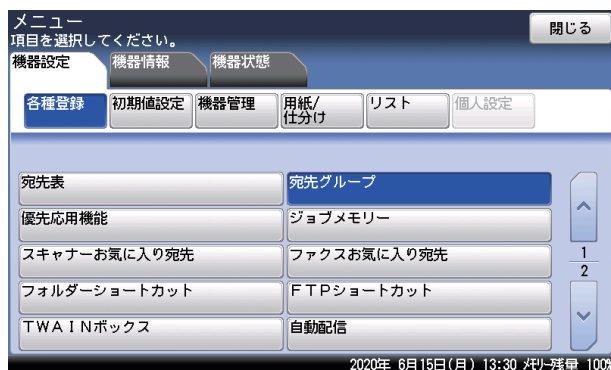 メニュー
閉じる
項目を選択してください。
機器設定 機器情報 機器状態
各種登録 初期値設定 機器管理 用紙/ リスト 個人設定
仕分け
宛先表 宛先グループ
優先応用機能 ジョブメモリー
スキャナーお気に入り宛先 ファクスお気に入り宛先
1
2
フォルダーショートカット ＦＴＰショートカット
ＴＷＡＩＮボックス 自動配信
2020年 6月15日(月) 13:30 ﾒﾓﾘｰ残量 100%